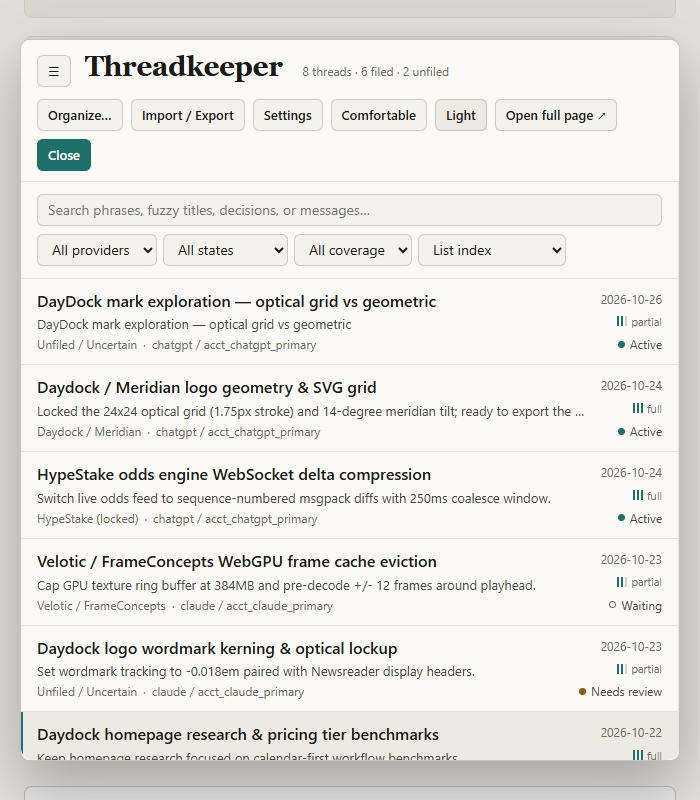 ☰ Threadkeeper 8 threads · 6 filed · 2 unfiled
Organize... Import / Export Settings Comfortable Light Open full page ↗
Close
Search phrases, fuzzy titles, decisions, or messages...
All providers All states All coverage List index
DayDock mark exploration — optical grid vs geometric 2026-10-26
DayDock mark exploration — optical grid vs geometric partial
Unfiled / Uncertain · chatgpt / acct_chatgpt_primary Active
Daydock / Meridian logo geometry & SVG grid 2026-10-24
Locked the 24x24 optical grid (1.75px stroke) and 14-degree meridian tilt; ready to export the ... full
Daydock / Meridian · chatgpt / acct_chatgpt_primary Active
HypeStake odds engine WebSocket delta compression 2026-10-24
Switch live odds feed to sequence-numbered msgpack diffs with 250ms coalesce window. full
HypeStake (locked) · chatgpt / acct_chatgpt_primary Active
Velotic / FrameConcepts WebGPU frame cache eviction 2026-10-23
Cap GPU texture ring buffer at 384MB and pre-decode +/- 12 frames around playhead. partial
Velotic / FrameConcepts · claude / acct_claude_primary Waiting
Daydock logo wordmark kerning & optical lockup 2026-10-23
Set wordmark tracking to -0.018em paired with Newsreader display headers. partial
Unfiled / Uncertain · claude / acct_claude_primary Needs review
Daydock homepage research & pricing tier benchmarks 2026-10-22
Keep homepage research focused on calendar-first workflow benchmarks. full